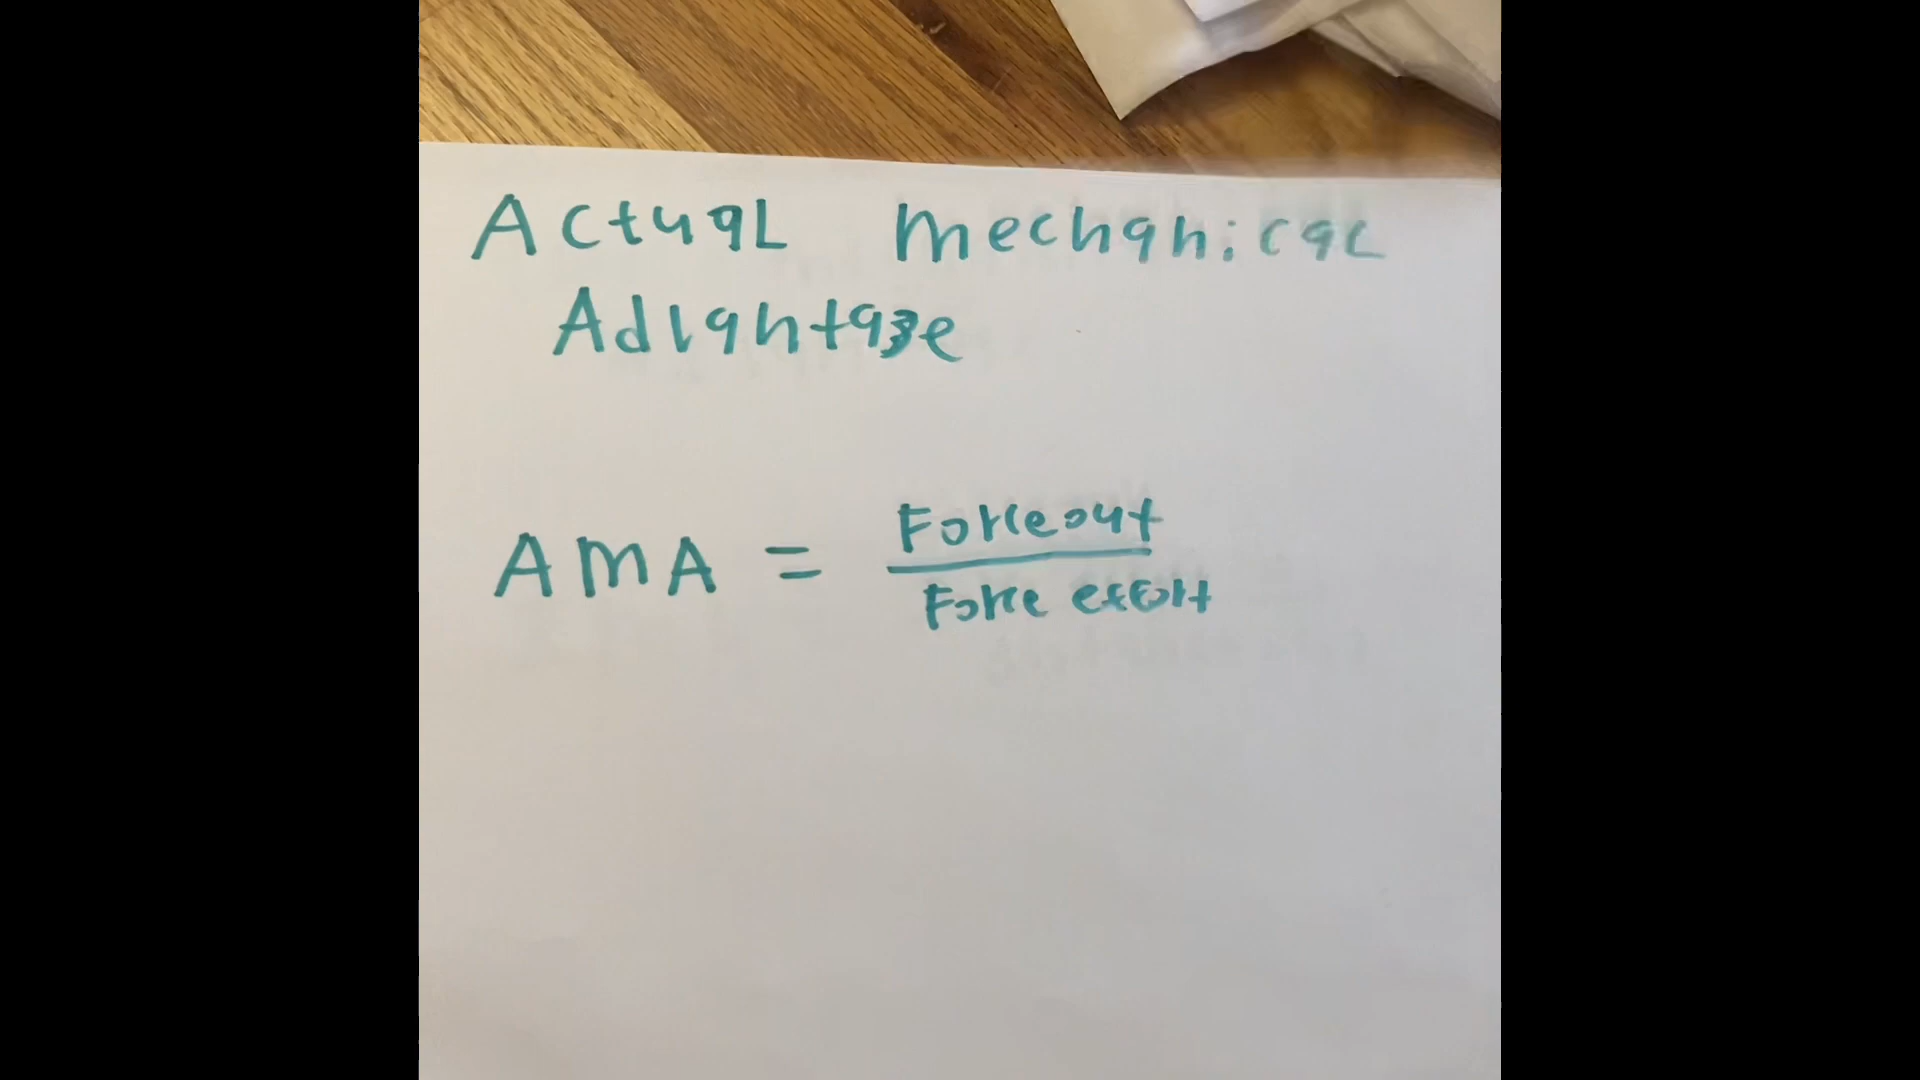 Actual mechanical
Advantage
AMA = Force out
Force effort